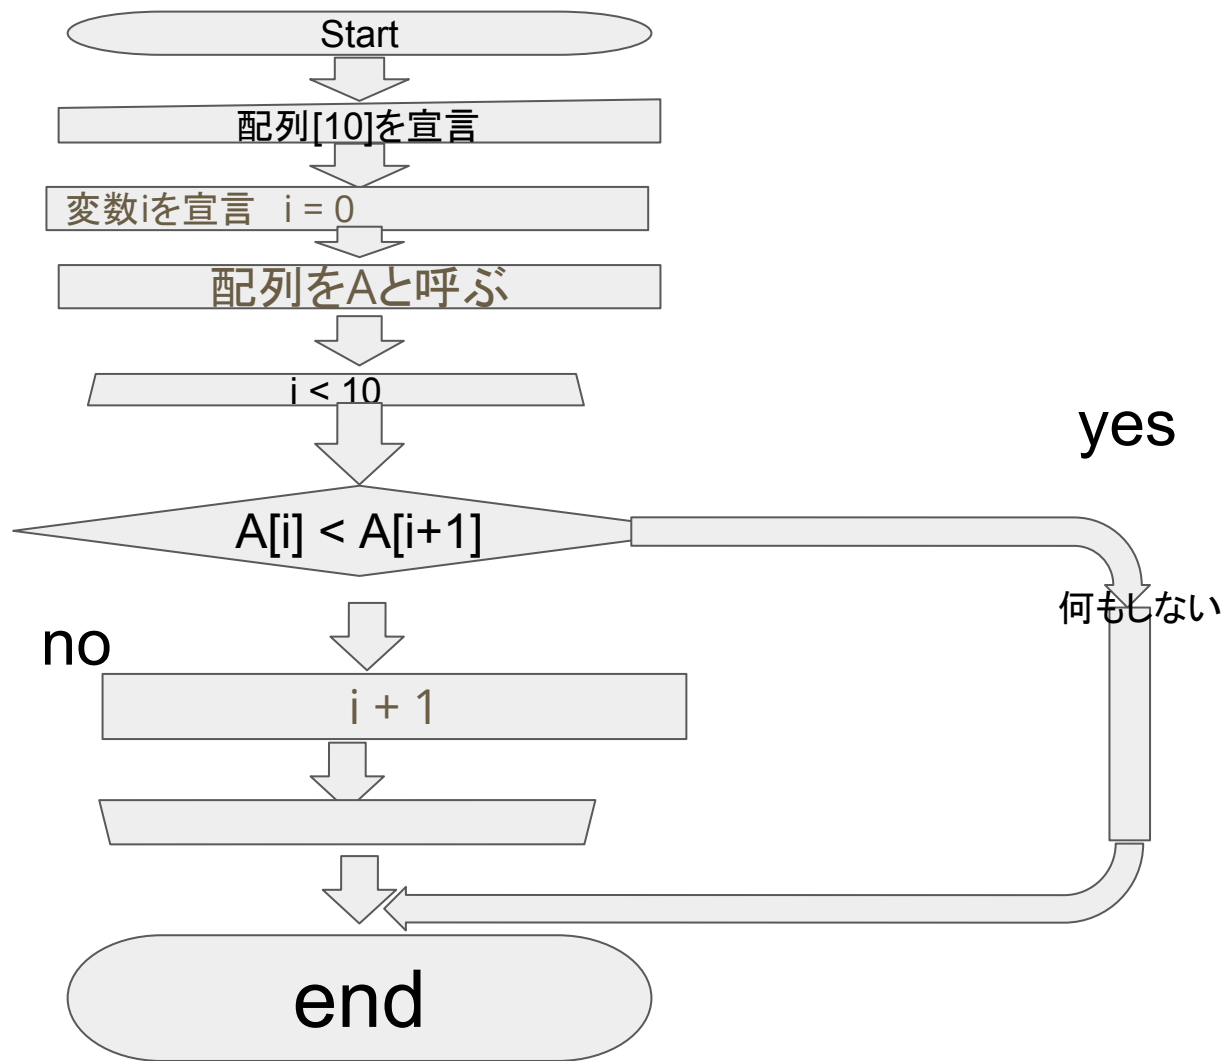 Start
配列[10]を宣言
変数iを宣言 i = 0
配列をAと呼ぶ
i < 10
yes
A[i] < A[i+1]
何もしない
no
i + 1
end